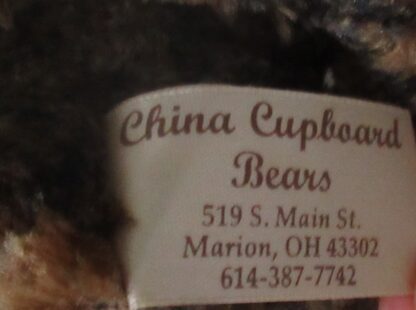 China Cupboard
Bears
519 S. Main St.
Marion, OH 43302
614-387-7742